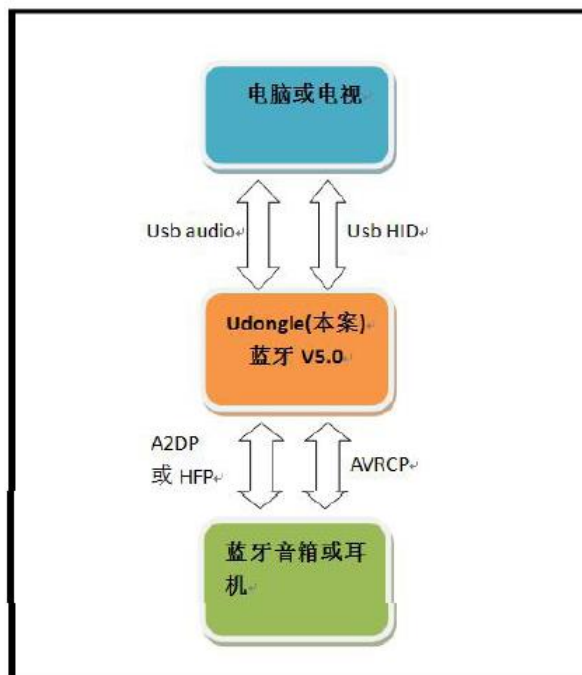 电脑或电视
Usb audio
Usb HID
Udongle(本案)
蓝牙 V5.0
A2DP
或 HFP
AVRCP
蓝牙音箱或耳
机